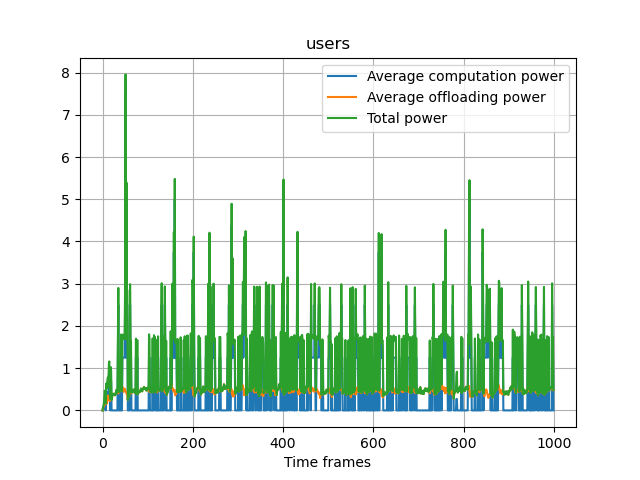 users
Average computation power
Average offloading power
Total power
8
7
6
5
4
3
2
1
0
0 200 400 600 800 1000
Time frames